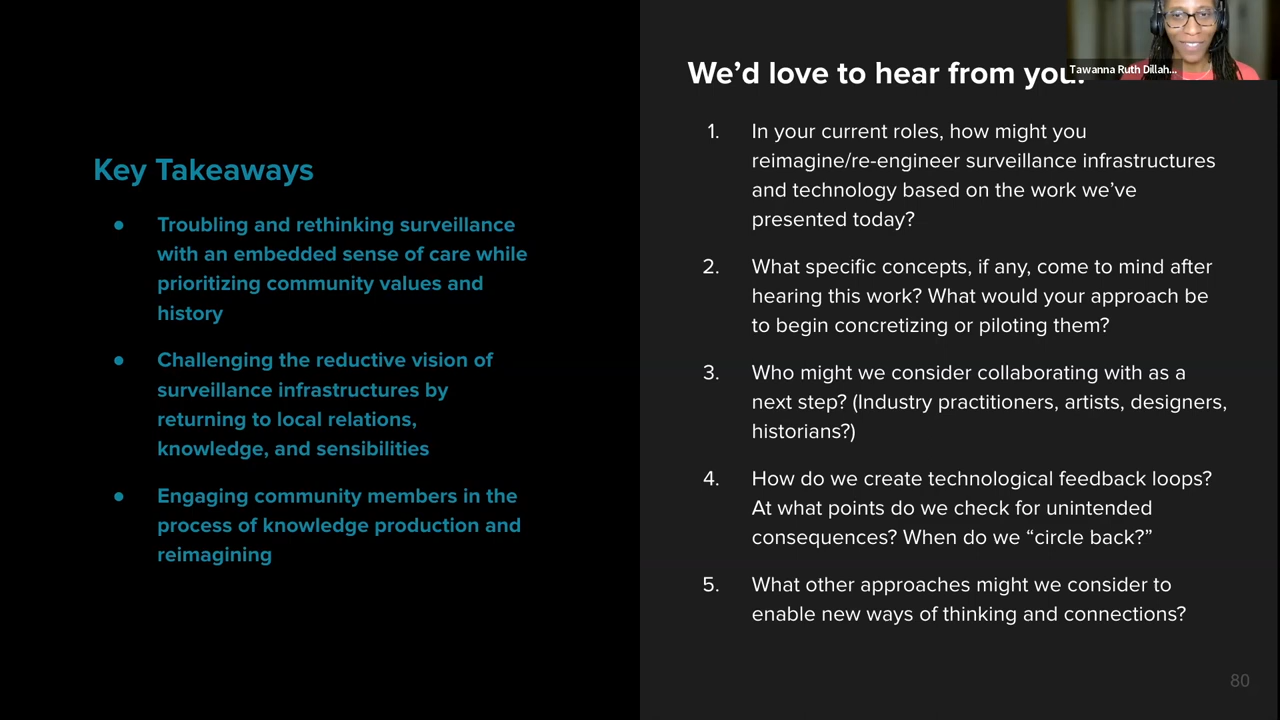 Key Takeaways
● Troubling and rethinking surveillance
with an embedded sense of care while
prioritizing community values and
history
● Challenging the reductive vision of
surveillance infrastructures by
returning to local relations,
knowledge, and sensibilities
● Engaging community members in the
process of knowledge production and
reimagining
We’d love to hear from you!
Tawanna Ruth Dillah...
1. In your current roles, how might you
reimagine/re-engineer surveillance infrastructures
and technology based on the work we’ve
presented today?
2. What specific concepts, if any, come to mind after
hearing this work? What would your approach be
to begin concretizing or piloting them?
3. Who might we consider collaborating with as a
next step? (Industry practitioners, artists, designers,
historians?)
4. How do we create technological feedback loops?
At what points do we check for unintended
consequences? When do we “circle back?”
5. What other approaches might we consider to
enable new ways of thinking and connections?
80